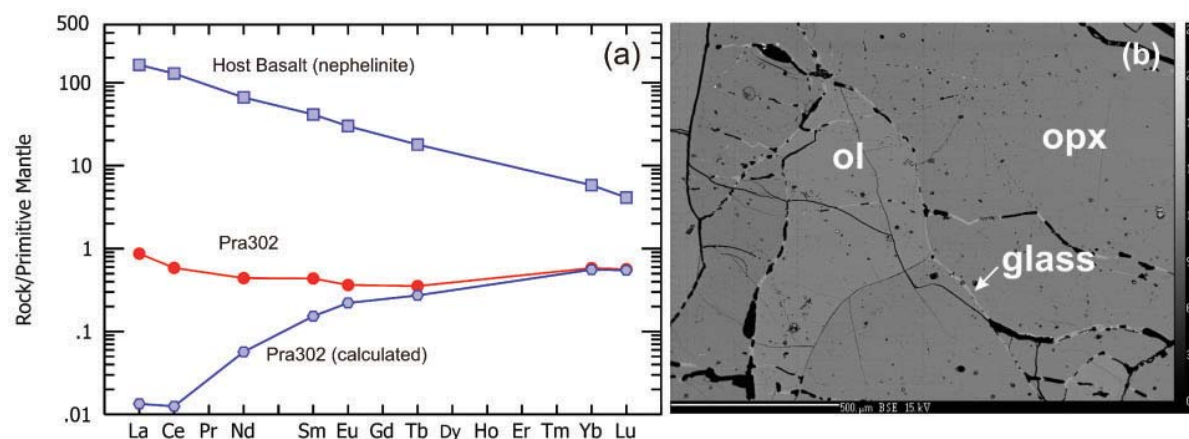 500
100
10
1
.1
.01
Rock/Primitive Mantle
(a)
Host Basalt (nephelinite)
Pra302
Pra302 (calculated)
La Ce Pr Nd Sm Eu Gd Tb Dy Ho Er Tm Yb Lu
(b)
opx
ol
glass
500.μm BSE 15.kV